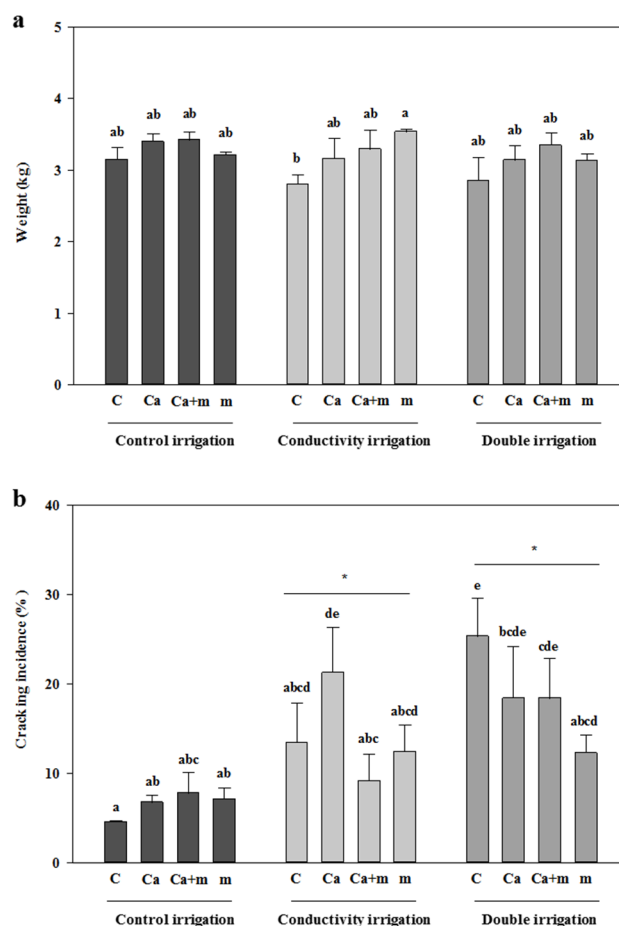 a
5
4
3
2
1
0
Weight (kg)
ab ab ab ab b ab ab a ab ab ab ab
C Ca Ca+m m C Ca Ca+m m C Ca Ca+m m
Control irrigation Conductivity irrigation Double irrigation
b
40
30
20
10
0
Cracking incidence (%)
* *
a ab abc ab abcd de abc abcd e bcde cde abcd
C Ca Ca+m m C Ca Ca+m m C Ca Ca+m m
Control irrigation Conductivity irrigation Double irrigation